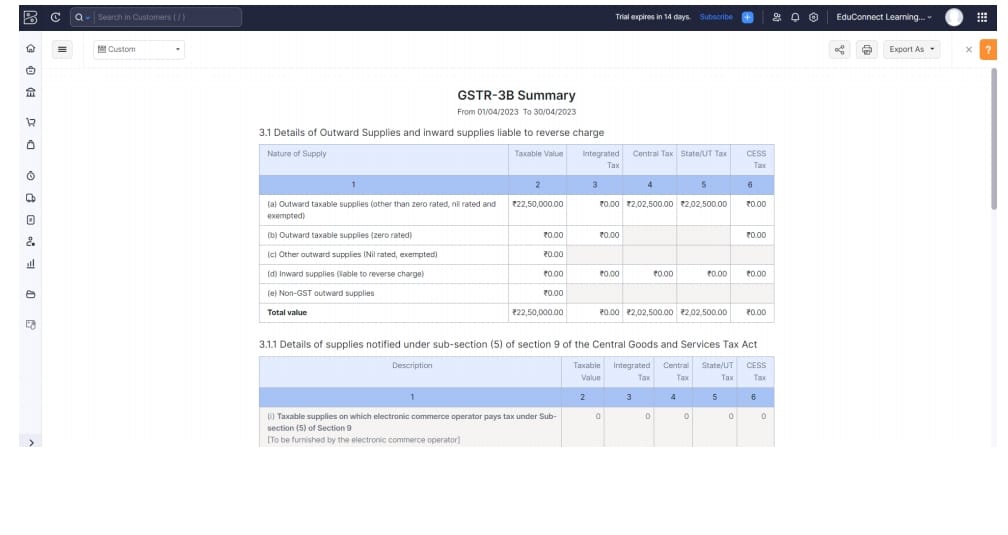 Search in Customers ( / )
Trial expires in 14 days. Subscribe
EduConnect Learning...
Custom
Export As
?
GSTR-3B Summary
From 01/04/2023 To 30/04/2023
3.1 Details of Outward Supplies and inward supplies liable to reverse charge
Nature of Supply Taxable Value Integrated Tax Central Tax State/UT Tax CESS Tax
1 2 3 4 5 6
(a) Outward taxable supplies (other than zero rated, nil rated and exempted) ₹22,50,000.00 ₹0.00 ₹2,02,500.00 ₹2,02,500.00 ₹0.00
(b) Outward taxable supplies (zero rated) ₹0.00 ₹0.00 ₹0.00
(c) Other outward supplies (Nil rated, exempted) ₹0.00
(d) Inward supplies (liable to reverse charge) ₹0.00 ₹0.00 ₹0.00 ₹0.00 ₹0.00
(e) Non-GST outward supplies ₹0.00
Total value ₹22,50,000.00 ₹0.00 ₹2,02,500.00 ₹2,02,500.00 ₹0.00
3.1.1 Details of supplies notified under sub-section (5) of section 9 of the Central Goods and Services Tax Act
Description Taxable Value Integrated Tax Central Tax State/UT Tax CESS Tax
1 2 3 4 5 6
(i) Taxable supplies on which electronic commerce operator pays tax under Sub- 0 0 0 0 0
section (5) of Section 9
[To be furnished by the electronic commerce operator]